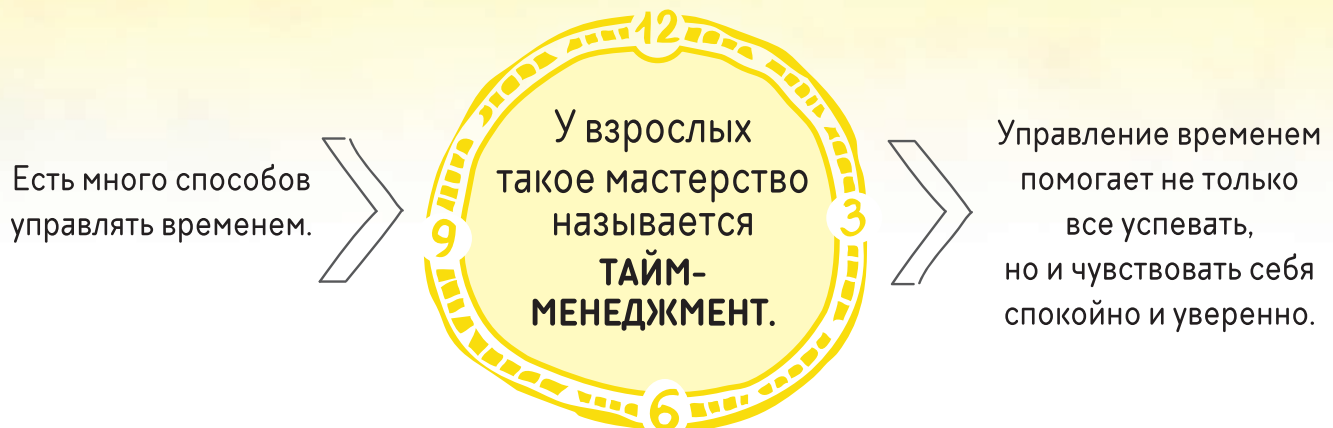 Есть много способов
управлять временем.
12
У взрослых
такое мастерство
называется
ТАЙМ-
МЕНЕДЖМЕНТ.
9
3
6
Управление временем
помогает не только
все успевать,
но и чувствовать себя
спокойно и уверенно.